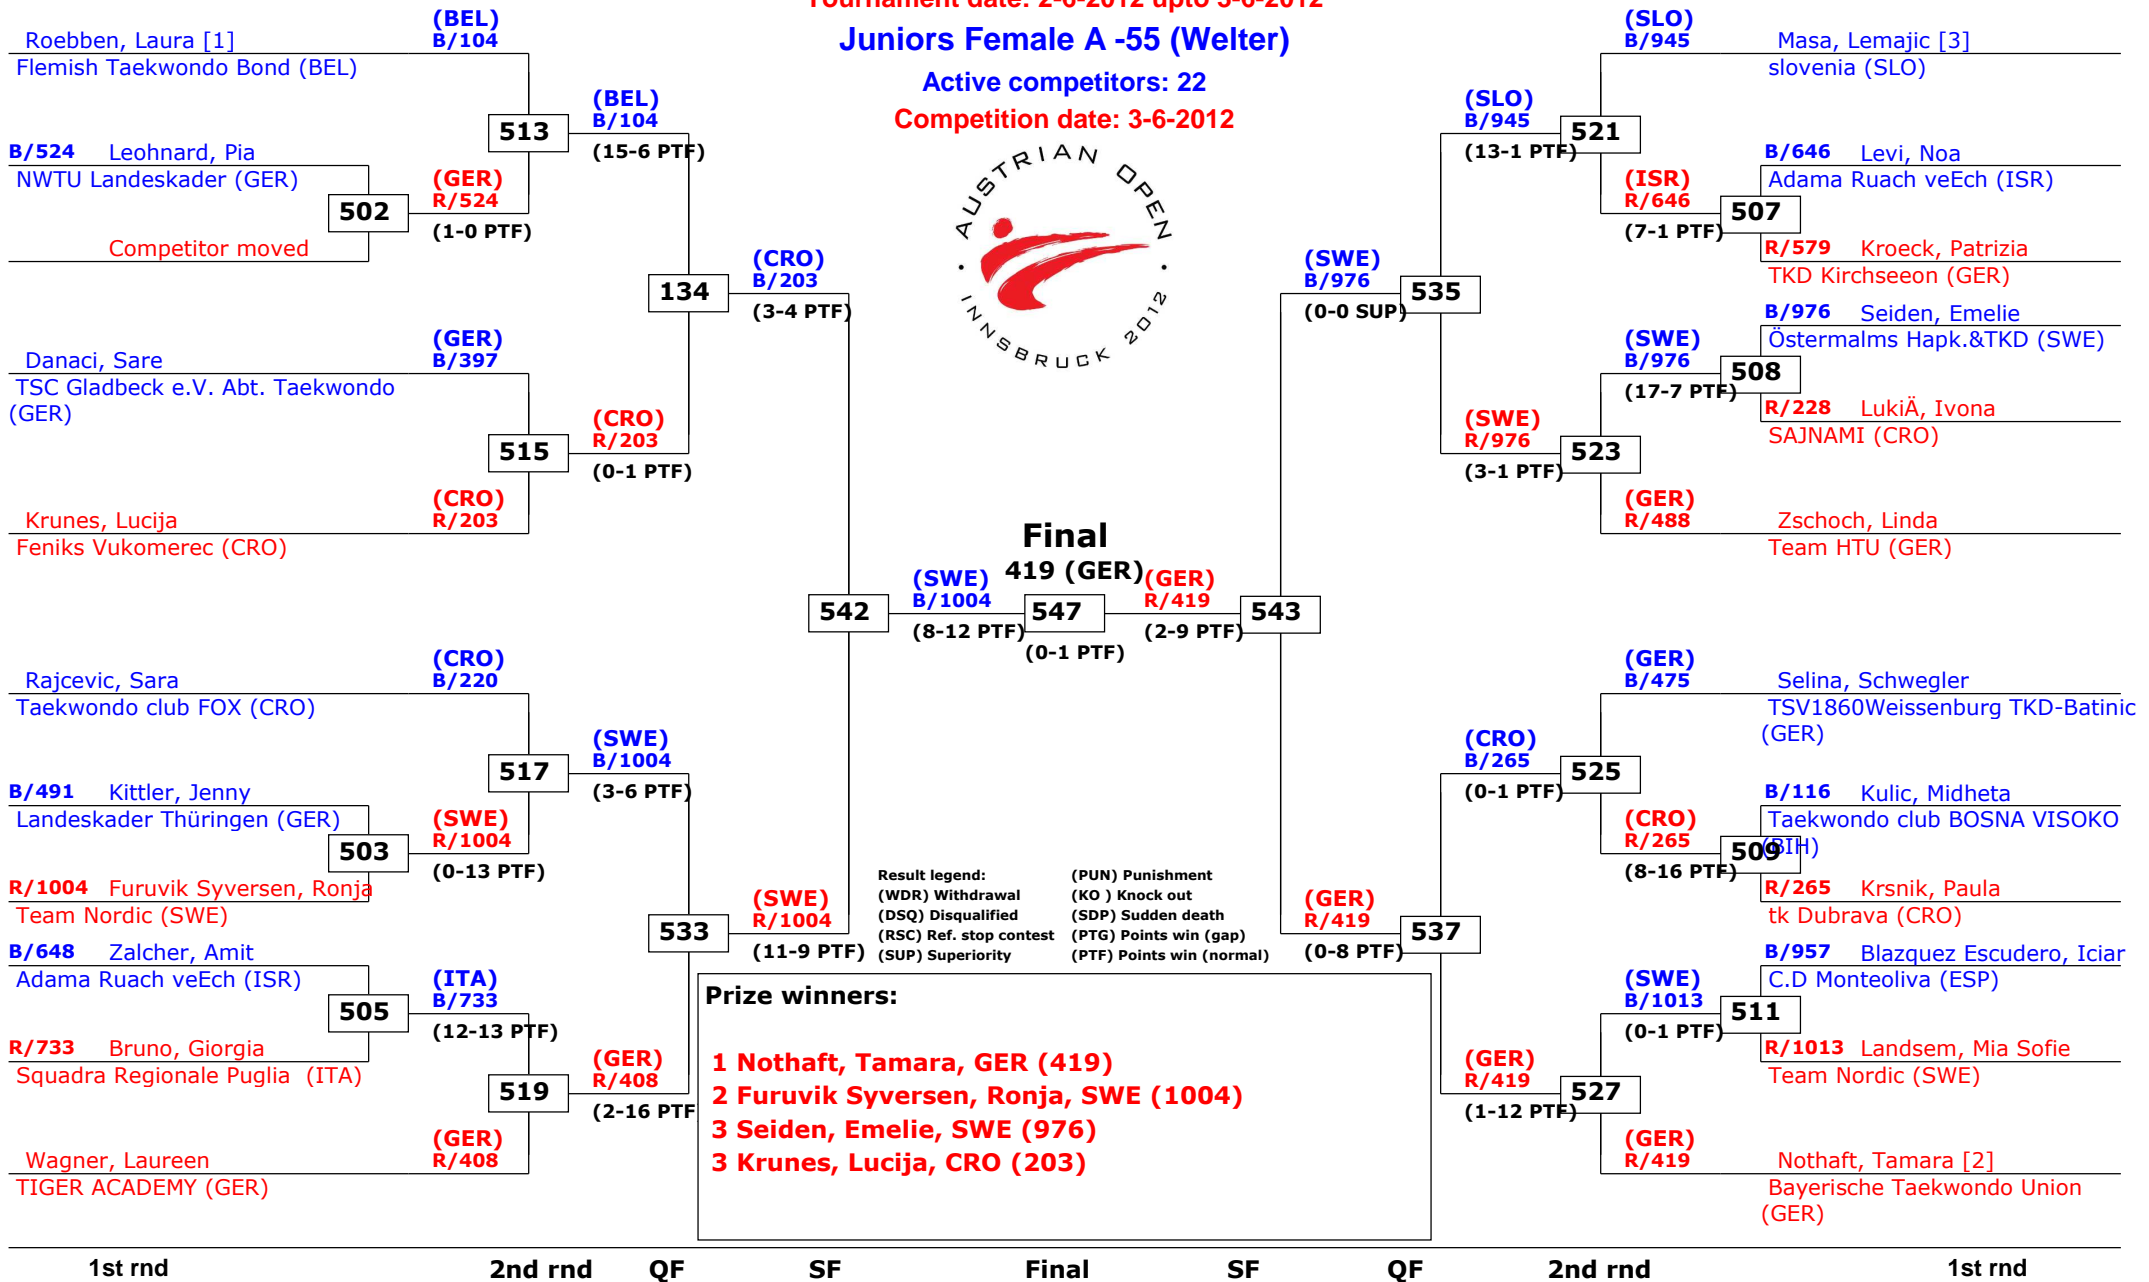 Tournament date: 2-6-2012 upto 3-6-2012
Juniors Female A -55 (Welter)
Active competitors: 22
Competition date: 3-6-2012
AUSTRIAN OPEN
· INNSBRUCK 2012 ·
Roebben, Laura [1]
Flemish Taekwondo Bond (BEL)
(BEL)
B/104
B/524 Leohnard, Pia
NWTU Landeskader (GER)
Competitor moved
502
(GER)
R/524
(1-0 PTF)
513
(BEL)
B/104
(15-6 PTF)
Danaci, Sare
TSC Gladbeck e.V. Abt. Taekwondo
(GER)
(GER)
B/397
Krunes, Lucija
Feniks Vukomerec (CRO)
(CRO)
R/203
515
(CRO)
R/203
(0-1 PTF)
134
(CRO)
B/203
(3-4 PTF)
Rajcevic, Sara
Taekwondo club FOX (CRO)
(CRO)
B/220
B/491 Kittler, Jenny
Landeskader Thüringen (GER)
R/1004 Furuvik Syversen, Ronja
Team Nordic (SWE)
503
(SWE)
R/1004
(0-13 PTF)
517
(SWE)
B/1004
(3-6 PTF)
B/648 Zalcher, Amit
Adama Ruach veEch (ISR)
R/733 Bruno, Giorgia
Squadra Regionale Puglia (ITA)
505
(ITA)
B/733
(12-13 PTF)
Wagner, Laureen
TIGER ACADEMY (GER)
(GER)
R/408
519
(GER)
R/408
(2-16 PTF
533
(SWE)
R/1004
(11-9 PTF)
542
(SWE)
B/1004
(8-12 PTF)
Final
419 (GER)
547
(0-1 PTF)
(GER)
R/419
(2-9 PTF)
543
(SLO)
B/945
Masa, Lemajic [3]
slovenia (SLO)
B/646 Levi, Noa
Adama Ruach veEch (ISR)
R/579 Kroeck, Patrizia
TKD Kirchseeon (GER)
507
(ISR)
R/646
(7-1 PTF)
521
(SLO)
B/945
(13-1 PTF)
B/976 Seiden, Emelie
Östermalms Hapk.&TKD (SWE)
R/228 LukiÄ, Ivona
SAJNAMI (CRO)
508
(SWE)
B/976
(17-7 PTF)
(GER)
R/488
Zschoch, Linda
Team HTU (GER)
523
(SWE)
R/976
(3-1 PTF)
535
(SWE)
B/976
(0-0 SUP)
(GER)
B/475
Selina, Schwegler
TSV1860Weissenburg TKD-Batinic
(GER)
B/116 Kulic, Midheta
Taekwondo club BOSNA VISOKO
(BIH)
R/265 Krsnik, Paula
tk Dubrava (CRO)
509
(CRO)
R/265
(8-16 PTF)
525
(CRO)
B/265
(0-1 PTF)
B/957 Blazquez Escudero, Iciar
C.D Monteoliva (ESP)
R/1013 Landsem, Mia Sofie
Team Nordic (SWE)
511
(SWE)
B/1013
(0-1 PTF)
(GER)
R/419
Nothaft, Tamara [2]
Bayerische Taekwondo Union
(GER)
527
(GER)
R/419
(1-12 PTF)
537
(GER)
R/419
(0-8 PTF)
Result legend:
(WDR) Withdrawal
(DSQ) Disqualified
(RSC) Ref. stop contest
(SUP) Superiority
(PUN) Punishment
(KO ) Knock out
(SDP) Sudden death
(PTG) Points win (gap)
(PTF) Points win (normal)
Prize winners:
1 Nothaft, Tamara, GER (419)
2 Furuvik Syversen, Ronja, SWE (1004)
3 Seiden, Emelie, SWE (976)
3 Krunes, Lucija, CRO (203)
1st rnd 2nd rnd QF SF Final SF QF 2nd rnd 1st rnd